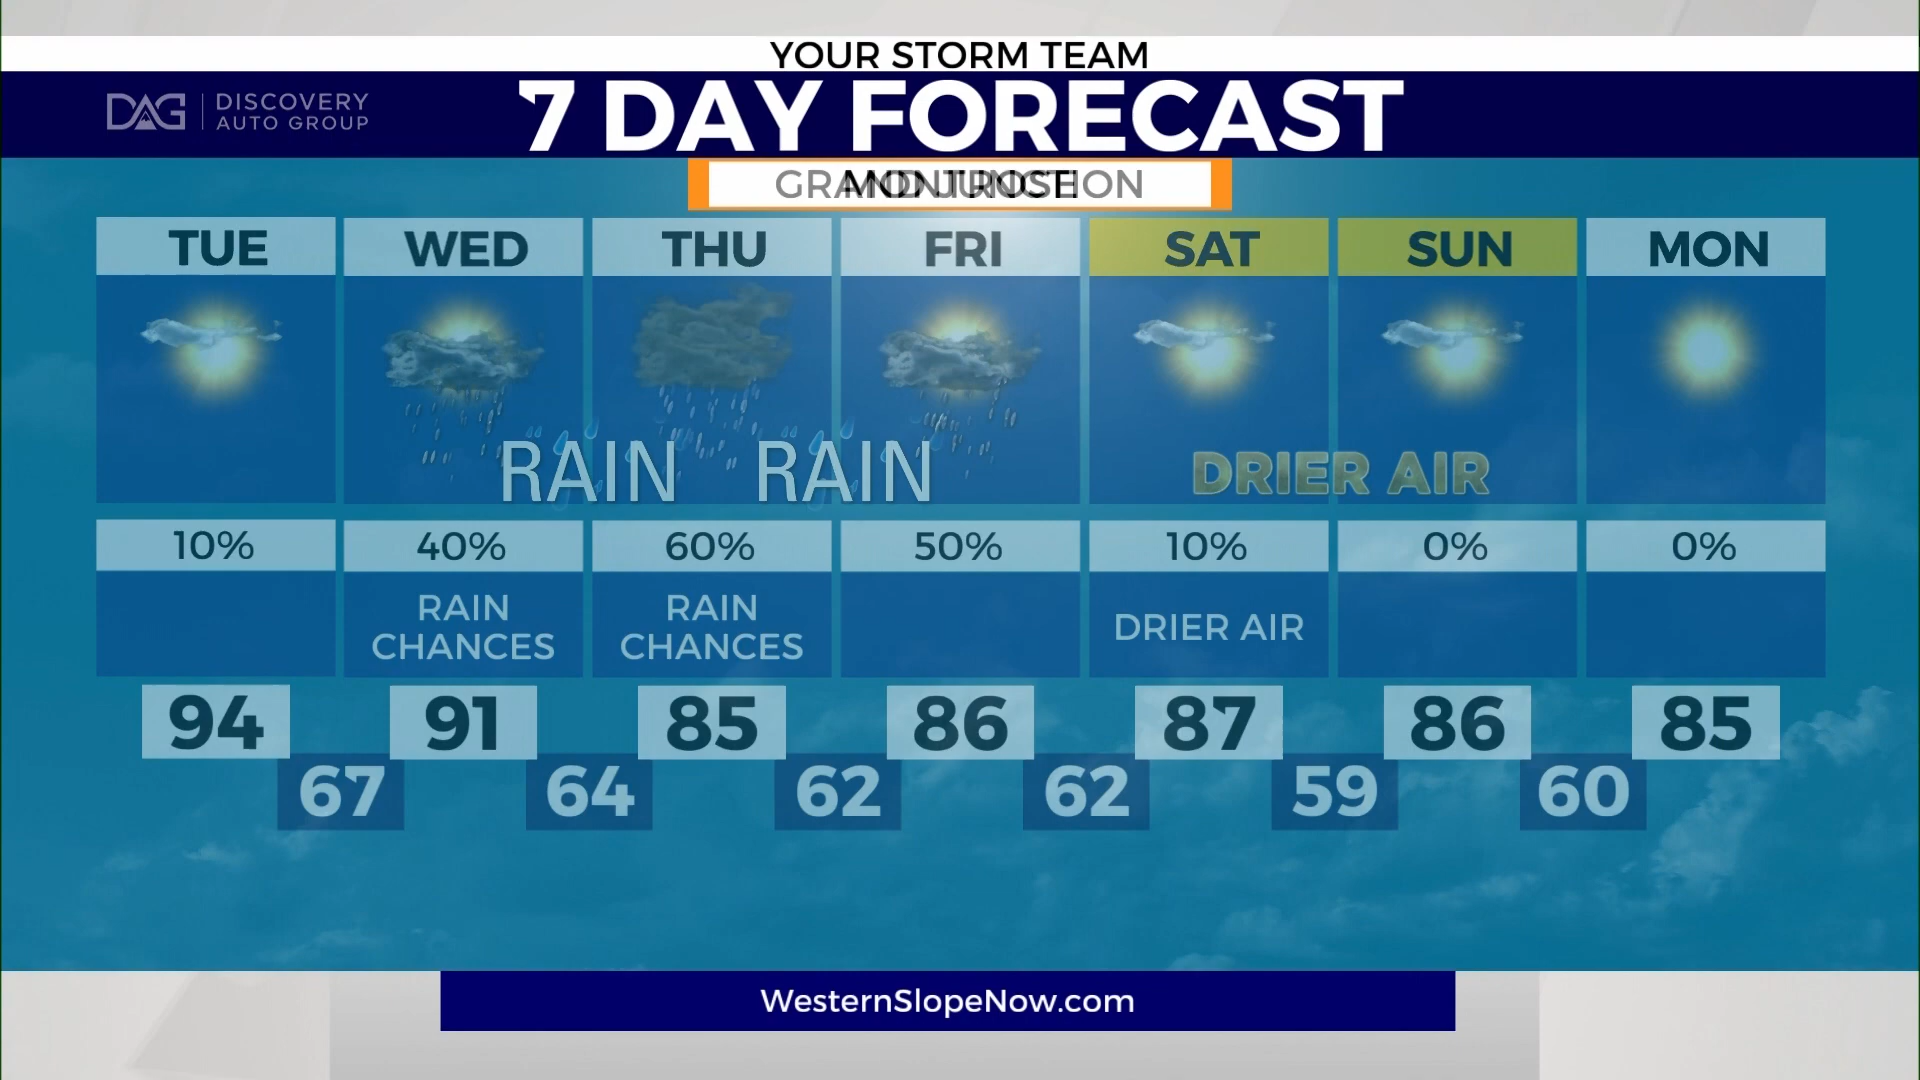 YOUR STORM TEAM
DAG DISCOVERY AUTO GROUP
7 DAY FORECAST
GRAND JUNCTION
TUE WED THU FRI SAT SUN MON
RAIN RAIN DRIER AIR
10% 40% 60% 50% 10% 0% 0%
RAIN CHANCES RAIN CHANCES DRIER AIR
94 91 85 86 87 86 85
67 64 62 62 59 60
WesternSlopeNow.com